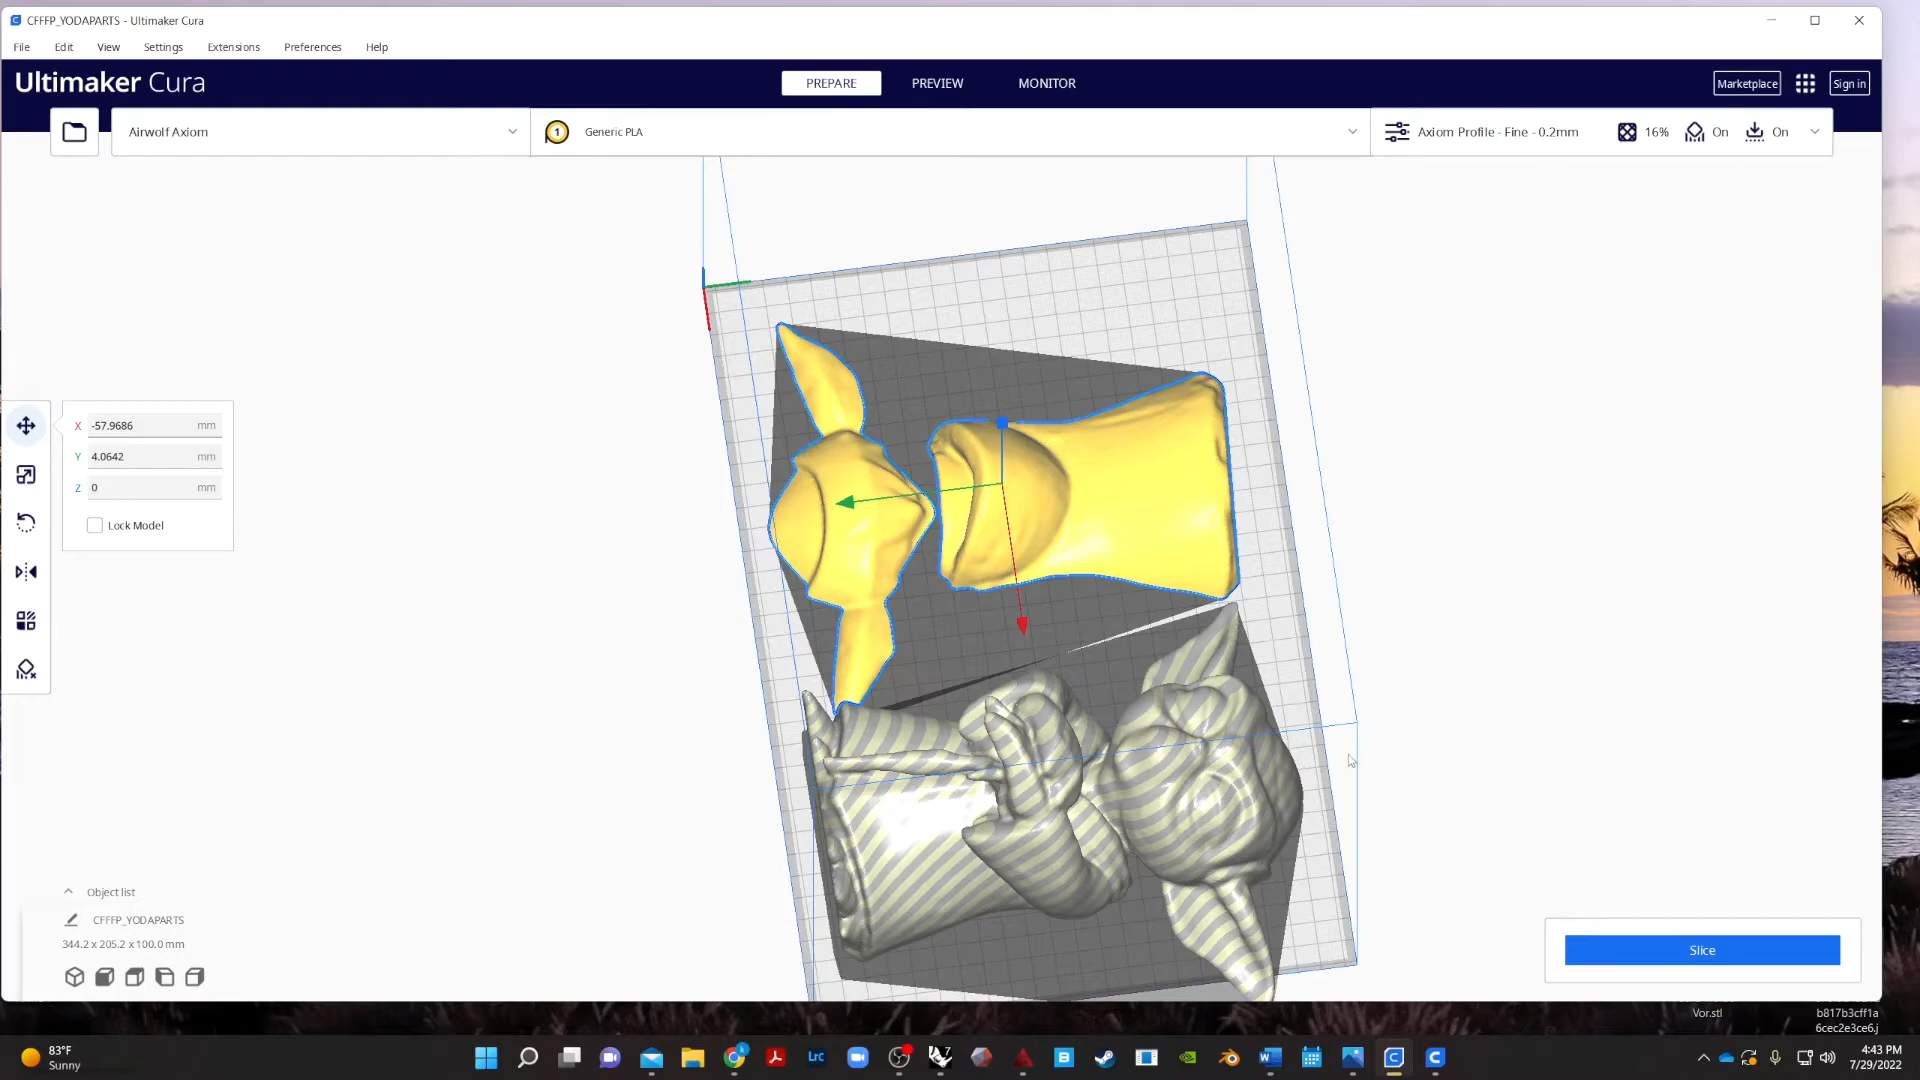 CFFFP_YODAPARTS - Ultimaker Cura
File Edit View Settings Extensions Preferences Help
Ultimaker Cura
PREPARE PREVIEW MONITOR
Marketplace Sign in
Airwolf Axiom
1 Generic PLA
Axiom Profile - Fine - 0.2mm 16% On On
X -57.9686 mm
Y 4.0642 mm
Z 0 mm
Lock Model
Object list
CFFFP_YODAPARTS
344.2 x 205.2 x 100.0 mm
Slice
Vor.stl
b817b3cff1a
6cec2e3ce6.j
83°F
Sunny
Lrc
4:43 PM
7/29/2022